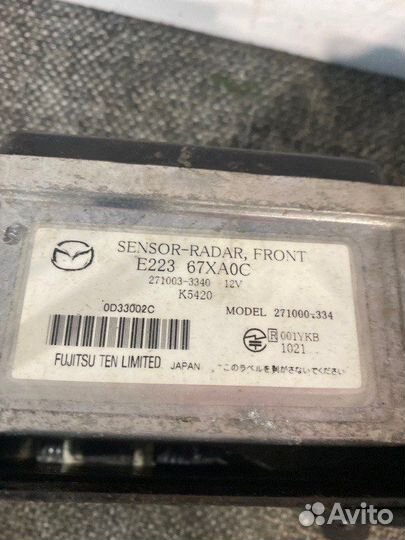 SENSOR-RADAR, FRONT
E223 67XA0C
271003-3340 12V
K5420
0D33002C
MODEL 271000-334
R 001YKB
1021
FUJITSU TEN LIMITED JAPAN
このラベルを剥がさないでください
Avito